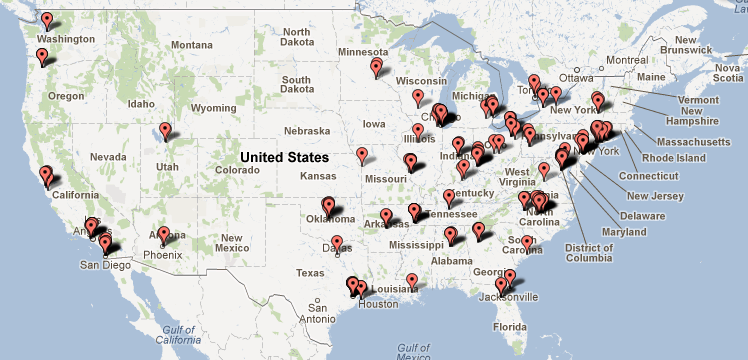 Washington
Montana
North
Dakota
Minnesota
Ottawa
Montreal
New
Brunswick
Nova
Scotia
Maine
Oregon
Idaho
Wyoming
South
Dakota
Wisconsin
Michigan
New York
Vermont
New
Hampshire
Massachusetts
Rhode Island
Connecticut
New Jersey
Delaware
Maryland
District of
Columbia
Nebraska
Iowa
Illinois
Pennsylvania
New York
Nevada
Utah
Colorado
United States
Kansas
Missouri
West
Virginia
Kentucky
California
Oklahoma
Arkansas
Tennessee
North
Carolina
Arizona
Phoenix
New
Mexico
Dallas
Mississippi
Alabama
South
Carolina
San Diego
Texas
Louisiana
Houston
San
Antonio
Jacksonville
Florida
Gulf of
California
Gulf of
Mexico